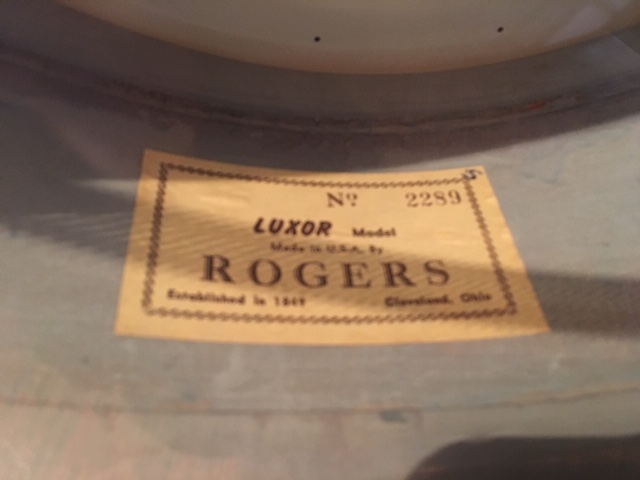 Nº 2289
LUXOR Model
Made in U.S.A. By
ROGERS
Established in 1849 Cleveland, Ohio